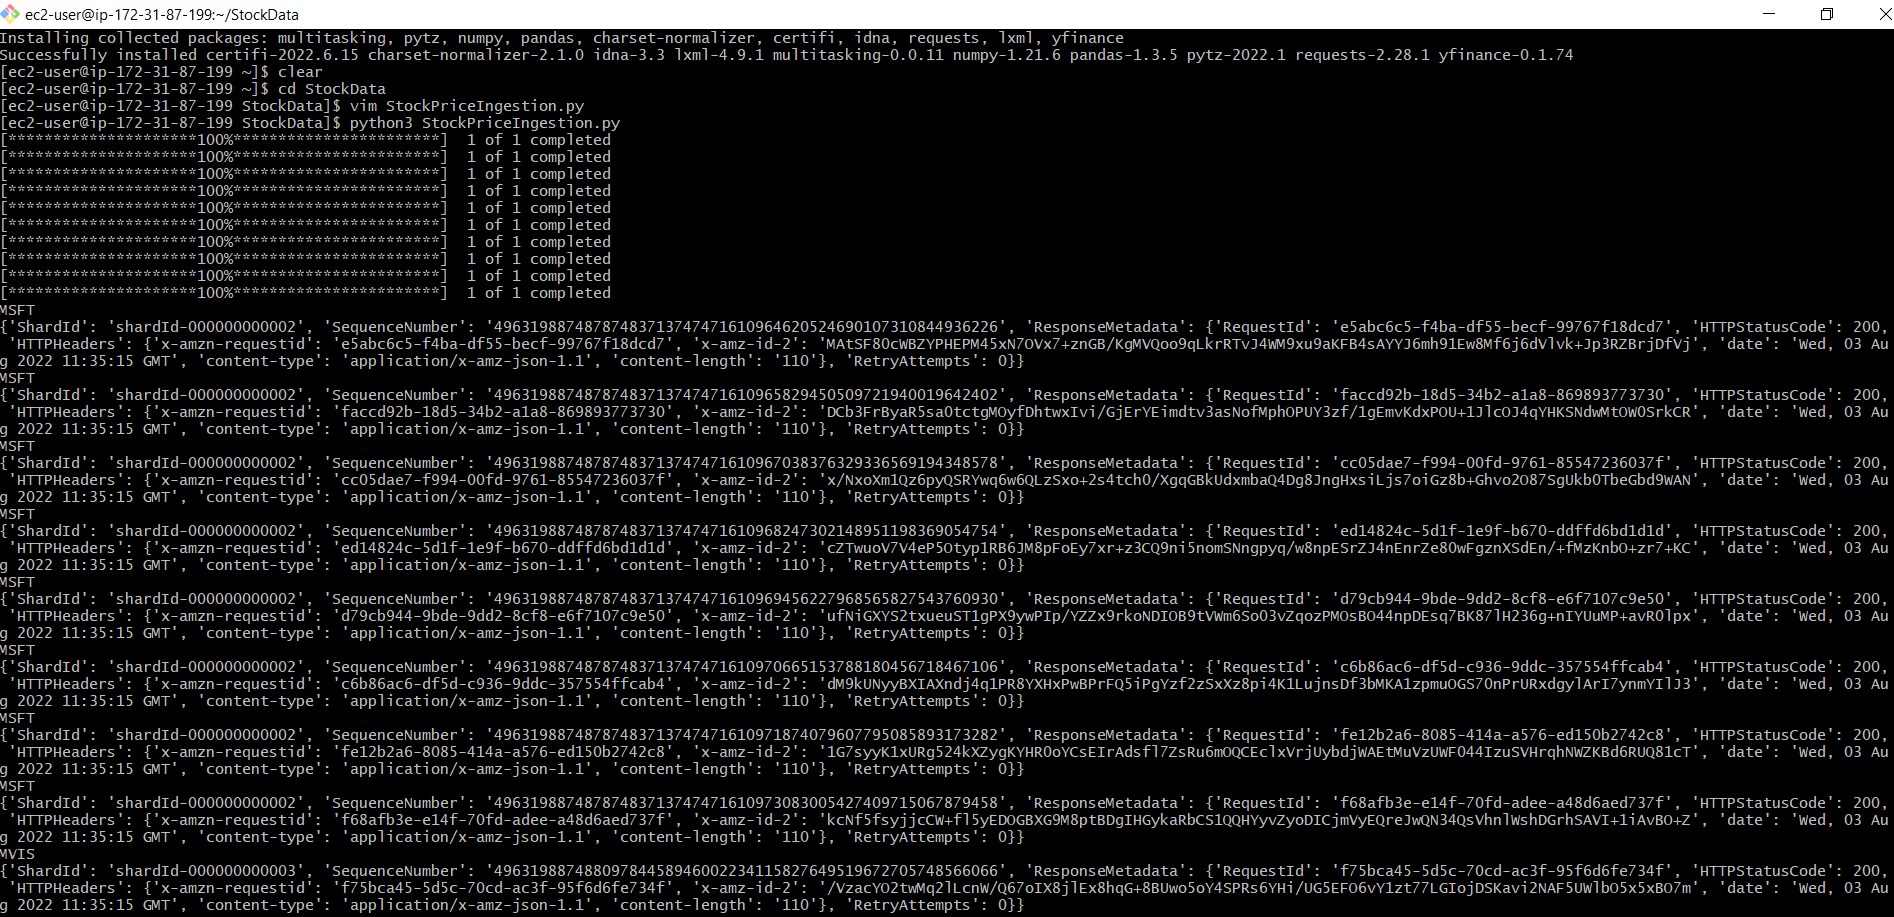 ec2-user@ip-172-31-87-199:~/StockData
Installing collected packages: multitasking, pytz, numpy, pandas, charset-normalizer, certifi, idna, requests, lxml, yfinance
Successfully installed certifi-2022.6.15 charset-normalizer-2.1.0 idna-3.3 lxml-4.9.1 multitasking-0.0.11 numpy-1.21.6 pandas-1.3.5 pytz-2022.1 requests-2.28.1 yfinance-0.1.74
[ec2-user@ip-172-31-87-199 ~]$ clear
[ec2-user@ip-172-31-87-199 ~]$ cd StockData
[ec2-user@ip-172-31-87-199 StockData]$ vim StockPriceIngestion.py
[ec2-user@ip-172-31-87-199 StockData]$ python3 StockPriceIngestion.py
[*********************100%***********************]  1 of 1 completed
[*********************100%***********************]  1 of 1 completed
[*********************100%***********************]  1 of 1 completed
[*********************100%***********************]  1 of 1 completed
[*********************100%***********************]  1 of 1 completed
[*********************100%***********************]  1 of 1 completed
[*********************100%***********************]  1 of 1 completed
[*********************100%***********************]  1 of 1 completed
[*********************100%***********************]  1 of 1 completed
[*********************100%***********************]  1 of 1 completed
MSFT
{'ShardId': 'shardId-000000000002', 'SequenceNumber': '49631988748787483713747471610964620524690107310844936226', 'ResponseMetadata': {'RequestId': 'e5abc6c5-f4ba-df55-becf-99767f18dcd7', 'HTTPStatusCode': 200,
 'HTTPHeaders': {'x-amzn-requestid': 'e5abc6c5-f4ba-df55-becf-99767f18dcd7', 'x-amz-id-2': 'MAtSF8OcWBZYPHEPM45xN7OVx7+znGB/KgMVQoo9qLkrRTvJ4WM9xu9aKFB4sAYYJ6mh91Ew8Mf6j6dVlvk+Jp3RZBrjDfVj', 'date': 'Wed, 03 Au
g 2022 11:35:15 GMT', 'content-type': 'application/x-amz-json-1.1', 'content-length': '110'}, 'RetryAttempts': 0}}
MSFT
{'ShardId': 'shardId-000000000002', 'SequenceNumber': '49631988748787483713747471610965829450509721940019642402', 'ResponseMetadata': {'RequestId': 'faccd92b-18d5-34b2-a1a8-869893773730', 'HTTPStatusCode': 200,
 'HTTPHeaders': {'x-amzn-requestid': 'faccd92b-18d5-34b2-a1a8-869893773730', 'x-amz-id-2': 'DCb3FrByaR5saOtctgMOyfDhtwxIvi/GjErYEimdtv3asNofMphOPUY3zf/1gEmvKdxPOU+1JlcOJ4qYHKSNdwMtOWOSrkCR', 'date': 'Wed, 03 Au
g 2022 11:35:15 GMT', 'content-type': 'application/x-amz-json-1.1', 'content-length': '110'}, 'RetryAttempts': 0}}
MSFT
{'ShardId': 'shardId-000000000002', 'SequenceNumber': '49631988748787483713747471610967038376329336569194348578', 'ResponseMetadata': {'RequestId': 'cc05dae7-f994-00fd-9761-85547236037f', 'HTTPStatusCode': 200,
 'HTTPHeaders': {'x-amzn-requestid': 'cc05dae7-f994-00fd-9761-85547236037f', 'x-amz-id-2': 'x/NxoXm1Qz6pyQSRYwq6w6QLzSxo+2s4tchO/XgqGBkUdxmbaQ4Dg8JngHxsiLjs7oiGz8b+Ghvo2O87SgUkbOTbeGbd9WAN', 'date': 'Wed, 03 Au
g 2022 11:35:15 GMT', 'content-type': 'application/x-amz-json-1.1', 'content-length': '110'}, 'RetryAttempts': 0}}
MSFT
{'ShardId': 'shardId-000000000002', 'SequenceNumber': '49631988748787483713747471610968247302148951198369054754', 'ResponseMetadata': {'RequestId': 'ed14824c-5d1f-1e9f-b670-ddffd6bd1d1d', 'HTTPStatusCode': 200,
 'HTTPHeaders': {'x-amzn-requestid': 'ed14824c-5d1f-1e9f-b670-ddffd6bd1d1d', 'x-amz-id-2': 'cZTwuoV7V4eP5Otyp1RB6JM8pFoEy7xr+z3CQ9ni5nomSNngpyq/w8npESrZJ4nEnrZe8OwFgznXSdEn/+fMzKnbO+zr7+KC', 'date': 'Wed, 03 Au
g 2022 11:35:15 GMT', 'content-type': 'application/x-amz-json-1.1', 'content-length': '110'}, 'RetryAttempts': 0}}
MSFT
{'ShardId': 'shardId-000000000002', 'SequenceNumber': '49631988748787483713747471610969456227968565827543760930', 'ResponseMetadata': {'RequestId': 'd79cb944-9bde-9dd2-8cf8-e6f7107c9e50', 'HTTPStatusCode': 200,
 'HTTPHeaders': {'x-amzn-requestid': 'd79cb944-9bde-9dd2-8cf8-e6f7107c9e50', 'x-amz-id-2': 'ufNiGXYS2txueuST1gPX9ywPIp/YZZx9rkoNDIOB9tVWm6SoO3vZqozPMOsBO44npDEsq7BK87lH236g+nIYUuMP+avROlpx', 'date': 'Wed, 03 Au
g 2022 11:35:15 GMT', 'content-type': 'application/x-amz-json-1.1', 'content-length': '110'}, 'RetryAttempts': 0}}
MSFT
{'ShardId': 'shardId-000000000002', 'SequenceNumber': '49631988748787483713747471610970665153788180456718467106', 'ResponseMetadata': {'RequestId': 'c6b86ac6-df5d-c936-9ddc-357554ffcab4', 'HTTPStatusCode': 200,
 'HTTPHeaders': {'x-amzn-requestid': 'c6b86ac6-df5d-c936-9ddc-357554ffcab4', 'x-amz-id-2': 'dM9kUNyyBXIAXndj4q1PR8YXHxPwBPrFQ5iPgYzf2zSxXz8pi4K1LujnsDf3bMKA1zpmuOGS7OnPrURxdgylArI7ynmYIlJ3', 'date': 'Wed, 03 Au
g 2022 11:35:15 GMT', 'content-type': 'application/x-amz-json-1.1', 'content-length': '110'}, 'RetryAttempts': 0}}
MSFT
{'ShardId': 'shardId-000000000002', 'SequenceNumber': '49631988748787483713747471610971874079607795085893173282', 'ResponseMetadata': {'RequestId': 'fe12b2a6-8085-414a-a576-ed150b2742c8', 'HTTPStatusCode': 200,
 'HTTPHeaders': {'x-amzn-requestid': 'fe12b2a6-8085-414a-a576-ed150b2742c8', 'x-amz-id-2': '1G7syyK1xURg524kXZygKYHROoYCsEIrAdsfl7ZsRu6mOQCEclxVrjUybdjWAEtMuVzUWFO44IzuSVHrqhNWZKBd6RUQ81cT', 'date': 'Wed, 03 Au
g 2022 11:35:15 GMT', 'content-type': 'application/x-amz-json-1.1', 'content-length': '110'}, 'RetryAttempts': 0}}
MSFT
{'ShardId': 'shardId-000000000002', 'SequenceNumber': '49631988748787483713747471610973083005427409715067879458', 'ResponseMetadata': {'RequestId': 'f68afb3e-e14f-70fd-adee-a48d6aed737f', 'HTTPStatusCode': 200,
 'HTTPHeaders': {'x-amzn-requestid': 'f68afb3e-e14f-70fd-adee-a48d6aed737f', 'x-amz-id-2': 'kcNf5fsyjjcCW+fl5yEDOGBXG9M8ptBDgIHGykaRbCS1QQHYyvZyoDICjmVyEQreJwQN34QsVhnlWshDGrhSAVI+1iAvBO+Z', 'date': 'Wed, 03 Au
g 2022 11:35:15 GMT', 'content-type': 'application/x-amz-json-1.1', 'content-length': '110'}, 'RetryAttempts': 0}}
MVIS
{'ShardId': 'shardId-000000000003', 'SequenceNumber': '49631988748809784458946002234115827649519672705748566066', 'ResponseMetadata': {'RequestId': 'f75bca45-5d5c-70cd-ac3f-95f6d6fe734f', 'HTTPStatusCode': 200,
 'HTTPHeaders': {'x-amzn-requestid': 'f75bca45-5d5c-70cd-ac3f-95f6d6fe734f', 'x-amz-id-2': '/VzacYO2twMq2lLcnW/Q67oIX8jlEx8hqG+8BUwo5oY4SPRs6YHi/UG5EFO6vY1zt77LGIojDSKavi2NAF5UWlbO5x5xBO7m', 'date': 'Wed, 03 Au
g 2022 11:35:15 GMT', 'content-type': 'application/x-amz-json-1.1', 'content-length': '110'}, 'RetryAttempts': 0}}